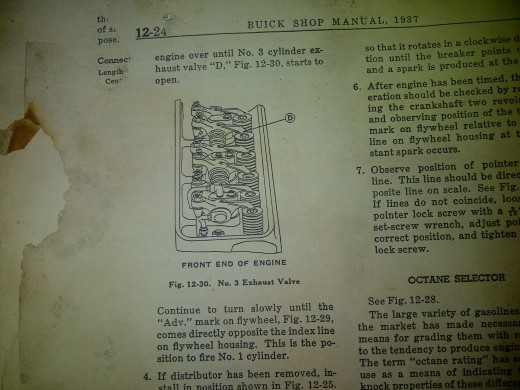 12-24
BUICK SHOP MANUAL, 1937
of s
pose.
Connec
Length
Cen
engine over until No. 3 cylinder ex-
haust valve "D," Fig. 12-30, starts to
open.
D
FRONT END OF ENGINE
Fig. 12-30. No. 3 Exhaust Valve
Continue to turn slowly until the
"Adv." mark on flywheel, Fig. 12-29,
comes directly opposite the index line
on flywheel housing. This is the po-
sition to fire No. 1 cylinder.
4. If distributor has been removed, in-
stall in position shown in Fig. 12-25.
so that it rotates in a clockwise d
tion until the breaker points
and a spark is produced at the
6. After engine has been timed, th
eration should be checked by r
ing the crankshaft two revol
and observing position of the
mark on flywheel relative to
line on flywheel housing at t
stant spark occurs.
7. Observe position of pointer
line. This line should be direc
posite line on scale. See Fig.
If lines do not coincide, loos
pointer lock screw with a
set-screw wrench, adjust poi
correct position, and tighten
lock screw.
OCTANE SELECTOR
See Fig. 12-28.
The large variety of gasolines
the market has made necessa
means for grading them with r
to the tendency to produce engin
The term "octane rating" has c
use as a means of indicating
knock properties of these differ